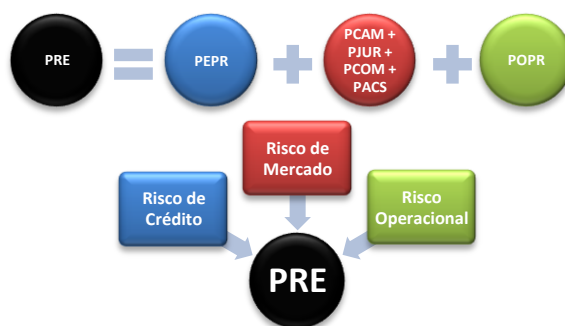 PRE
PEPR
PCAM +
PJUR +
PCOM +
PACS
POPR
Risco de
Mercado
Risco de
Crédito
Risco
Operacional
PRE